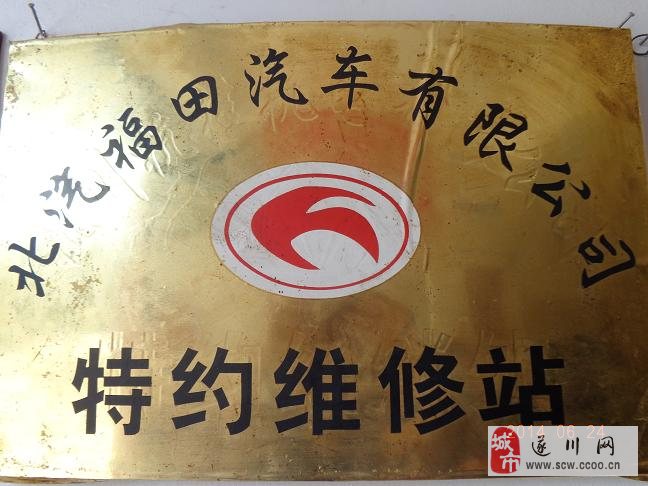 北汽福田汽车有限公司
特约维修站
2014 06 24
城市 遂川网
www.scw.ccoo.cn